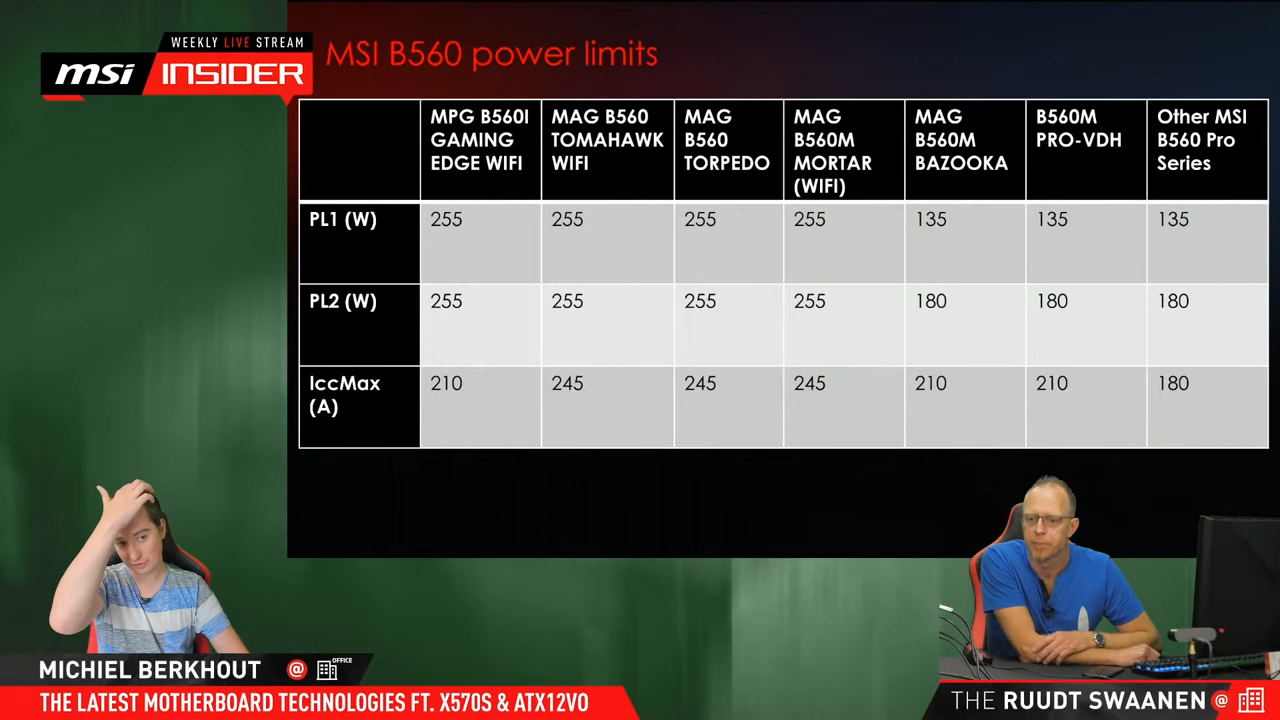 WEEKLY LIVE STREAM
msi INSIDER
MSI B560 power limits
MPG B560I
GAMING
EDGE WIFI
MAG B560
TOMAHAWK
WIFI
MAG
B560
TORPEDO
MAG
B560M
MORTAR
(WIFI)
MAG
B560M
BAZOOKA
B560M
PRO-VDH
Other MSI
B560 Pro
Series
PL1 (W) 255 255 255 255 135 135 135
PL2 (W) 255 255 255 255 180 180 180
IccMax
(A) 210 245 245 245 210 210 180
MICHIEL BERKHOUT @ OFFICE
THE LATEST MOTHERBOARD TECHNOLOGIES FT. X570S & ATX12VO
THE RUUDT SWAANEN @